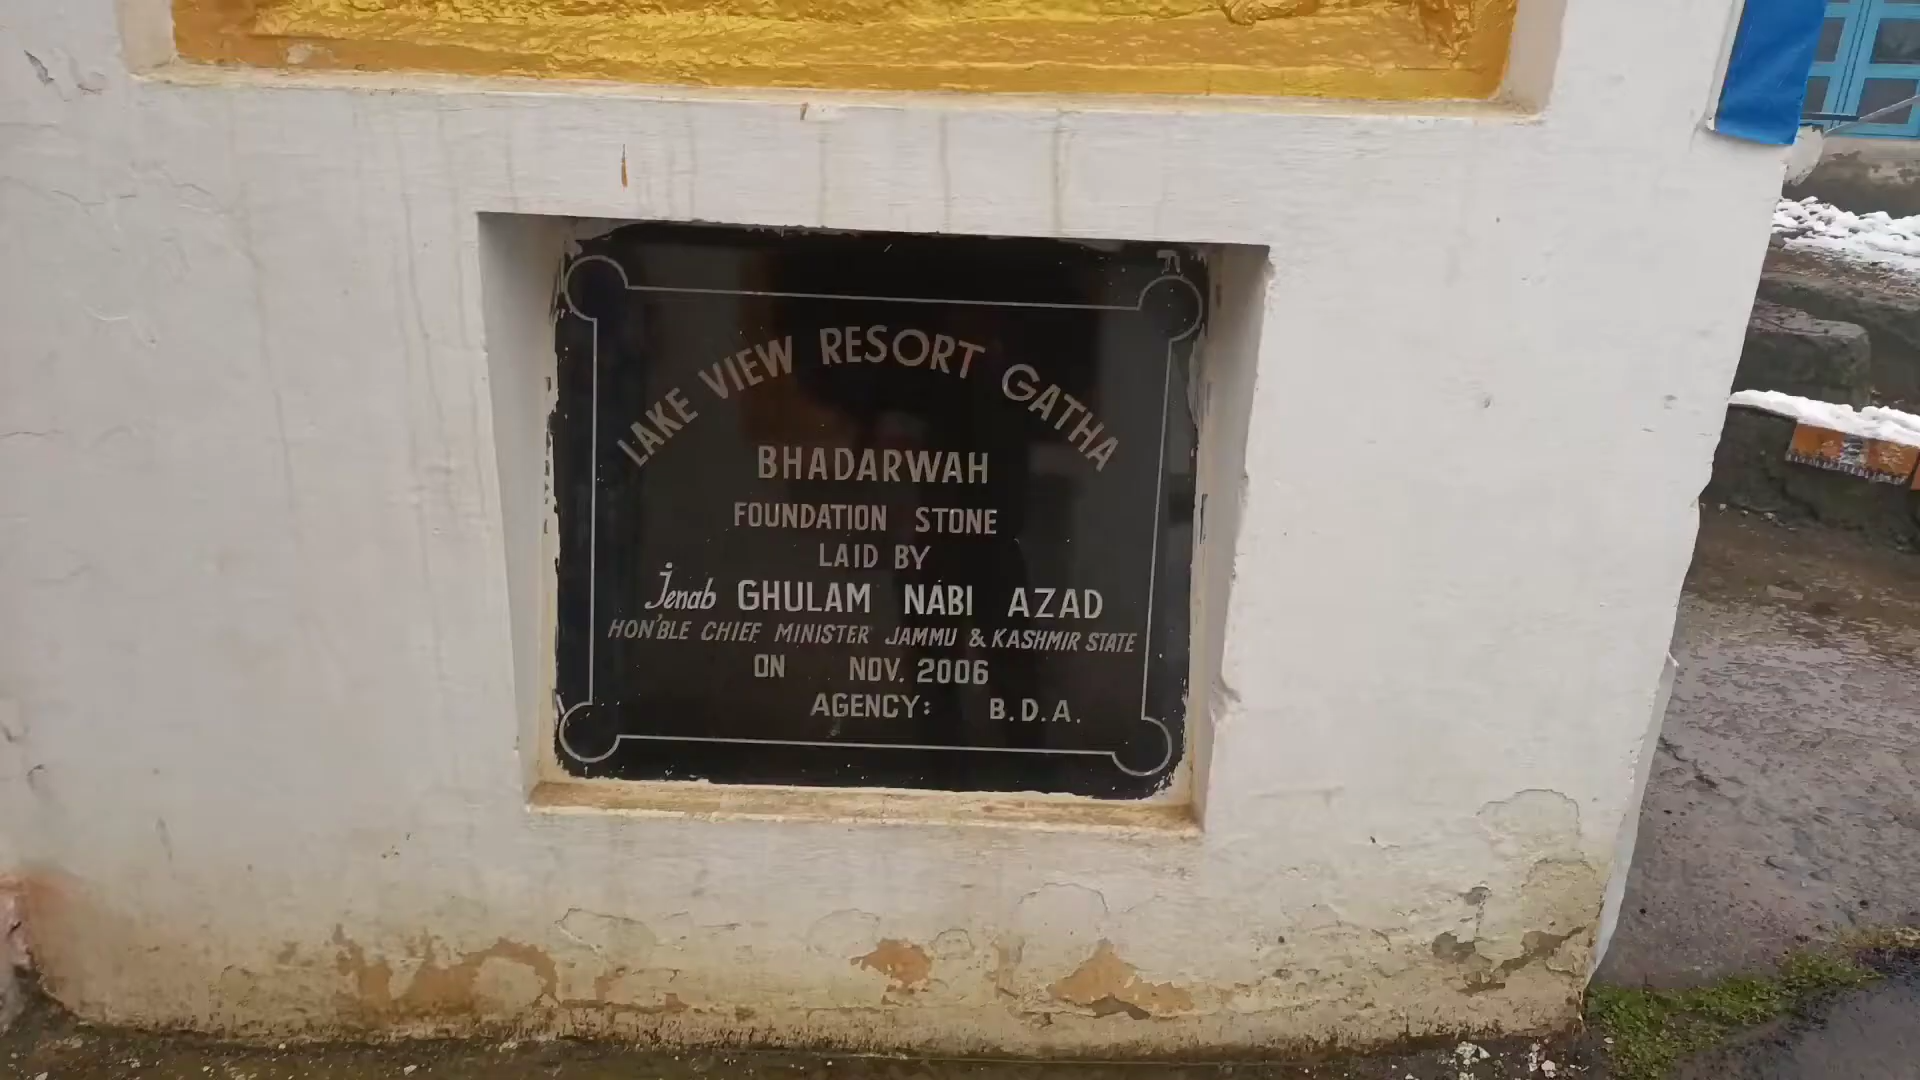 LAKE VIEW RESORT GATHA
BHADARWAH
FOUNDATION STONE
LAID BY
Jenab GHULAM NABI AZAD
HON'BLE CHIEF MINISTER JAMMU & KASHMIR STATE
ON NOV. 2006
AGENCY: B.D.A.